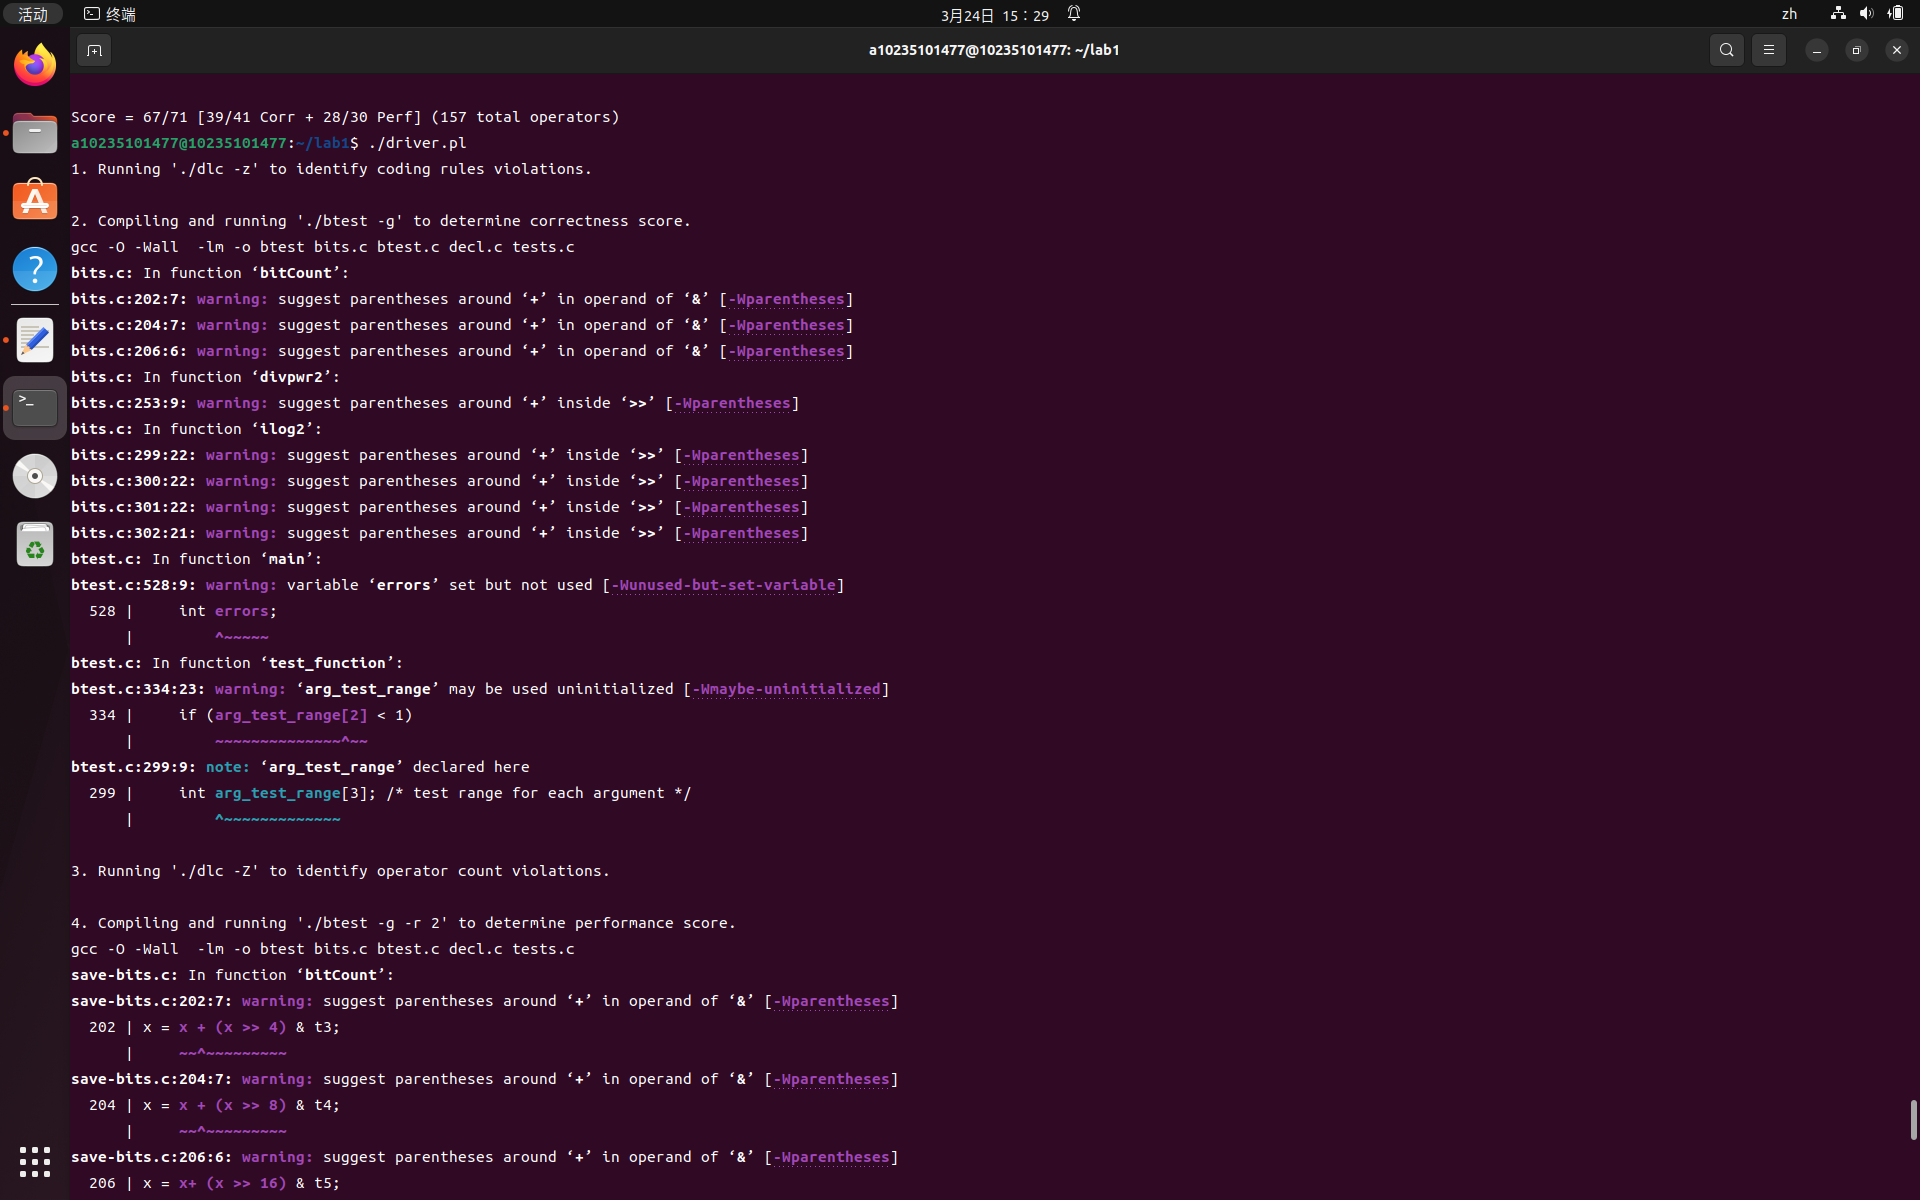 活动
终端
3月24日 15：29
zh
a10235101477@10235101477: ~/lab1
Score = 67/71 [39/41 Corr + 28/30 Perf] (157 total operators)
a10235101477@10235101477:~/lab1$ ./driver.pl
1. Running './dlc -z' to identify coding rules violations.
2. Compiling and running './btest -g' to determine correctness score.
gcc -O -Wall  -lm -o btest bits.c btest.c decl.c tests.c
bits.c: In function ‘bitCount’:
bits.c:202:7: warning: suggest parentheses around ‘+’ in operand of ‘&’ [-Wparentheses]
bits.c:204:7: warning: suggest parentheses around ‘+’ in operand of ‘&’ [-Wparentheses]
bits.c:206:6: warning: suggest parentheses around ‘+’ in operand of ‘&’ [-Wparentheses]
bits.c: In function ‘divpwr2’:
bits.c:253:9: warning: suggest parentheses around ‘+’ inside ‘>>’ [-Wparentheses]
bits.c: In function ‘ilog2’:
bits.c:299:22: warning: suggest parentheses around ‘+’ inside ‘>>’ [-Wparentheses]
bits.c:300:22: warning: suggest parentheses around ‘+’ inside ‘>>’ [-Wparentheses]
bits.c:301:22: warning: suggest parentheses around ‘+’ inside ‘>>’ [-Wparentheses]
bits.c:302:21: warning: suggest parentheses around ‘+’ inside ‘>>’ [-Wparentheses]
btest.c: In function ‘main’:
btest.c:528:9: warning: variable ‘errors’ set but not used [-Wunused-but-set-variable]
  528 |     int errors;
      |         ^~~~~~
btest.c: In function ‘test_function’:
btest.c:334:23: warning: ‘arg_test_range’ may be used uninitialized [-Wmaybe-uninitialized]
  334 |     if (arg_test_range[2] < 1)
      |         ~~~~~~~~~~~~~~^~~
btest.c:299:9: note: ‘arg_test_range’ declared here
  299 |     int arg_test_range[3]; /* test range for each argument */
      |         ^~~~~~~~~~~~~~
3. Running './dlc -Z' to identify operator count violations.
4. Compiling and running './btest -g -r 2' to determine performance score.
gcc -O -Wall  -lm -o btest bits.c btest.c decl.c tests.c
save-bits.c: In function ‘bitCount’:
save-bits.c:202:7: warning: suggest parentheses around ‘+’ in operand of ‘&’ [-Wparentheses]
  202 | x = x + (x >> 4) & t3;
      |     ~~^~~~~~~~~~
save-bits.c:204:7: warning: suggest parentheses around ‘+’ in operand of ‘&’ [-Wparentheses]
  204 | x = x + (x >> 8) & t4;
      |     ~~^~~~~~~~~~
save-bits.c:206:6: warning: suggest parentheses around ‘+’ in operand of ‘&’ [-Wparentheses]
  206 | x = x+ (x >> 16) & t5;